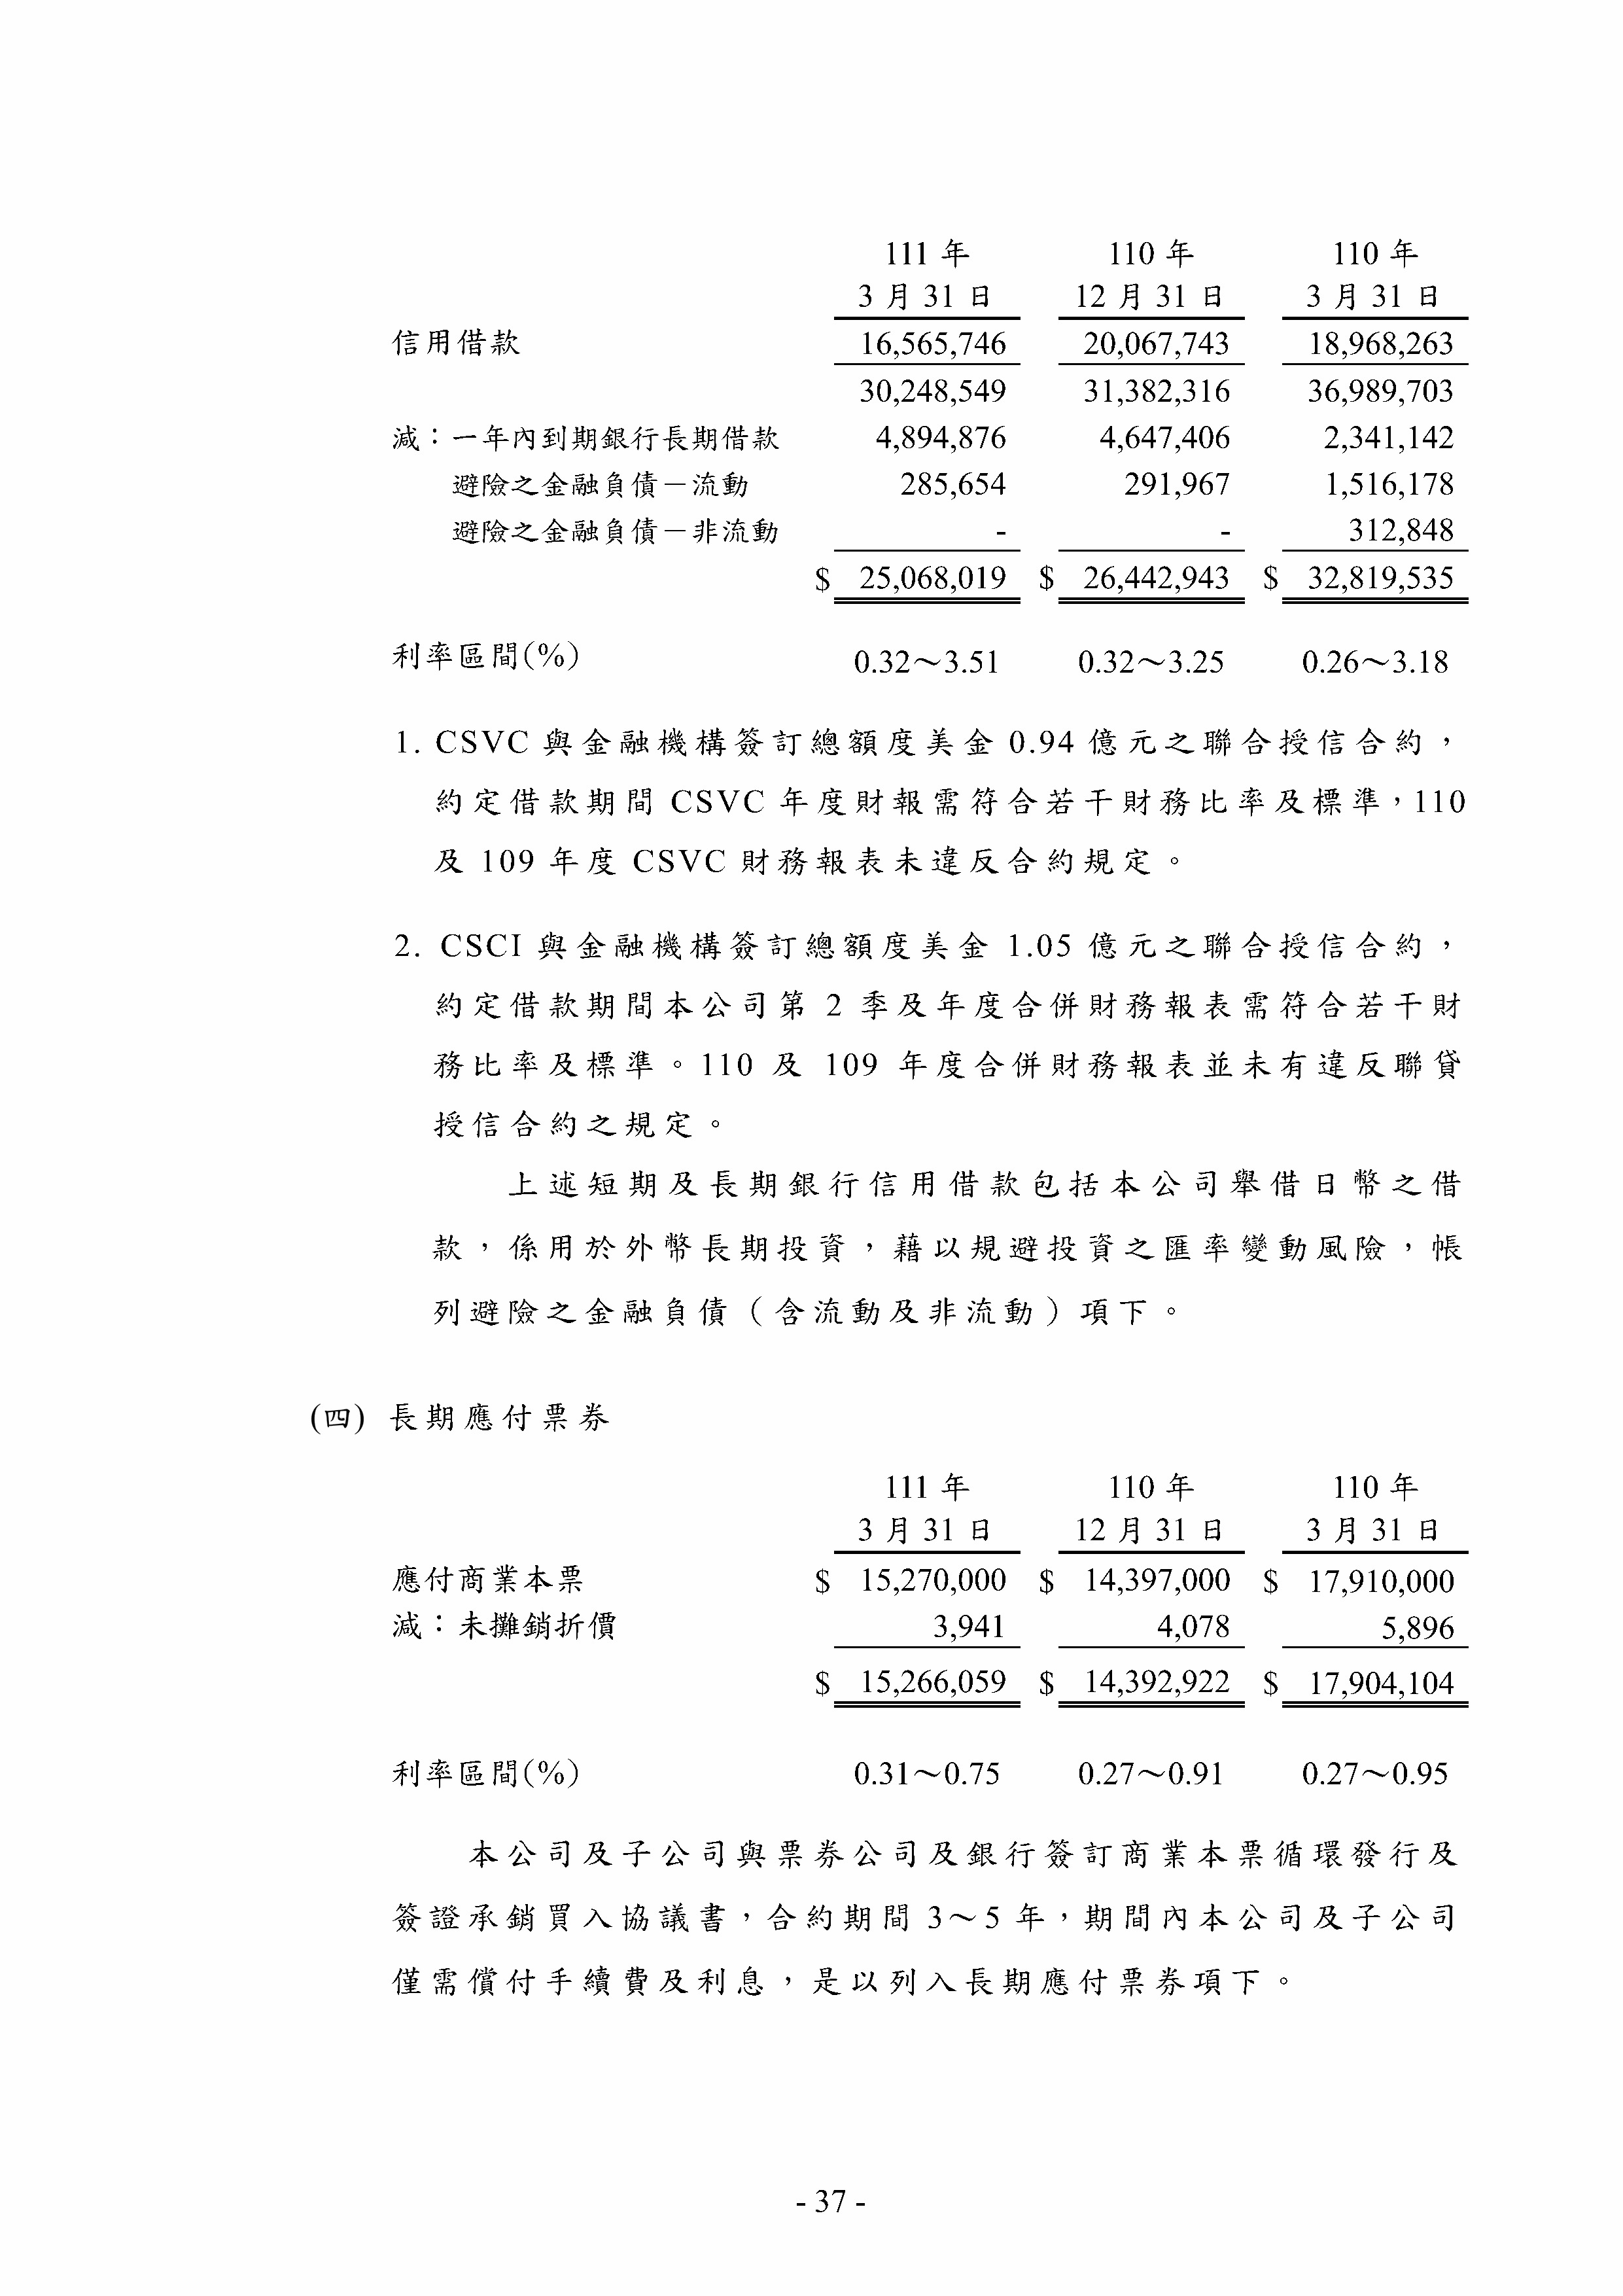 111 年 110 年 110 年
3 月 31 日 12 月 31 日 3 月 31 日
信用借款 16,565,746 20,067,743 18,968,263
30,248,549 31,382,316 36,989,703
減：一年內到期銀行長期借款 4,894,876 4,647,406 2,341,142
避險之金融負債－流動 285,654 291,967 1,516,178
避險之金融負債－非流動 - - 312,848
$ 25,068,019 $ 26,442,943 $ 32,819,535
利率區間(%) 0.32～3.51 0.32～3.25 0.26～3.18
1. CSVC 與金融機構簽訂總額度美金 0.94 億元之聯合授信合約，
約定借款期間 CSVC 年度財報需符合若干財務比率及標準，110
及 109 年度 CSVC 財務報表未違反合約規定。
2. CSCI 與金融機構簽訂總額度美金 1.05 億元之聯合授信合約，
約定借款期間本公司第 2 季及年度合併財務報表需符合若干財
務比率及標準。110 及 109 年度合併財務報表並未有違反聯貸
授信合約之規定。
上述短期及長期銀行信用借款包括本公司舉借日幣之借
款，係用於外幣長期投資，藉以規避投資之匯率變動風險，帳
列避險之金融負債（含流動及非流動）項下。
(四) 長期應付票券
111 年 110 年 110 年
3 月 31 日 12 月 31 日 3 月 31 日
應付商業本票 $ 15,270,000 $ 14,397,000 $ 17,910,000
減：未攤銷折價 3,941 4,078 5,896
$ 15,266,059 $ 14,392,922 $ 17,904,104
利率區間(%) 0.31～0.75 0.27～0.91 0.27～0.95
本公司及子公司與票券公司及銀行簽訂商業本票循環發行及
簽證承銷買入協議書，合約期間 3～5 年，期間內本公司及子公司
僅需償付手續費及利息，是以列入長期應付票券項下。
- 37 -